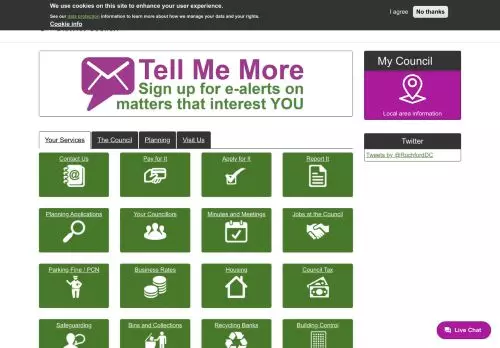 We use cookies on this site to enhance your user experience.
See our data protection information to learn more about how we manage your data and your rights.
Cookie info
I agree
No thanks
Tell Me More
Sign up for e-alerts on
matters that interest YOU
My Council
Local area information
Your Services
The Council
Planning
Visit Us
Twitter
Tweets by @RochfordDC
Contact Us
Pay for It
Apply for It
Report It
Planning Applications
Your Councillors
Minutes and Meetings
Jobs at the Council
Parking Fine / PCN
Business Rates
Housing
Council Tax
Safeguarding
Bins and Collections
Recycling Banks
Building Control
Live Chat